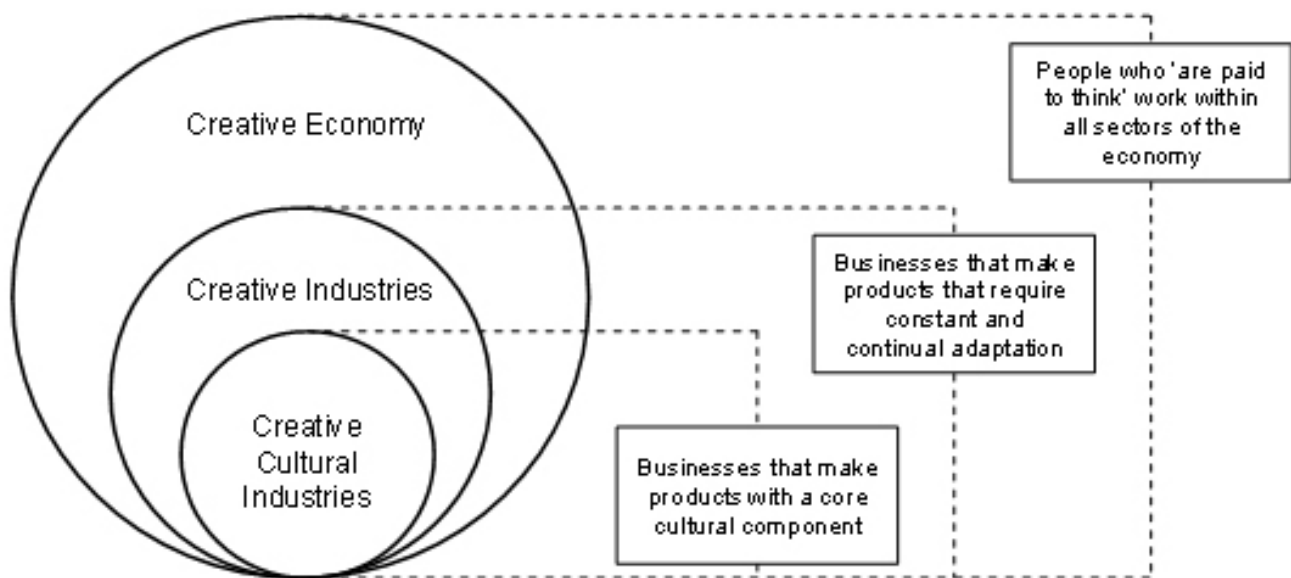 Creative Economy
Creative Industries
Creative
Cultural
Industries
People who 'are paid
to think' work within
all sectors of the
economy
Businesses that make
products that require
constant and
continual adaptation
Businesses that make
products with a core
cultural component